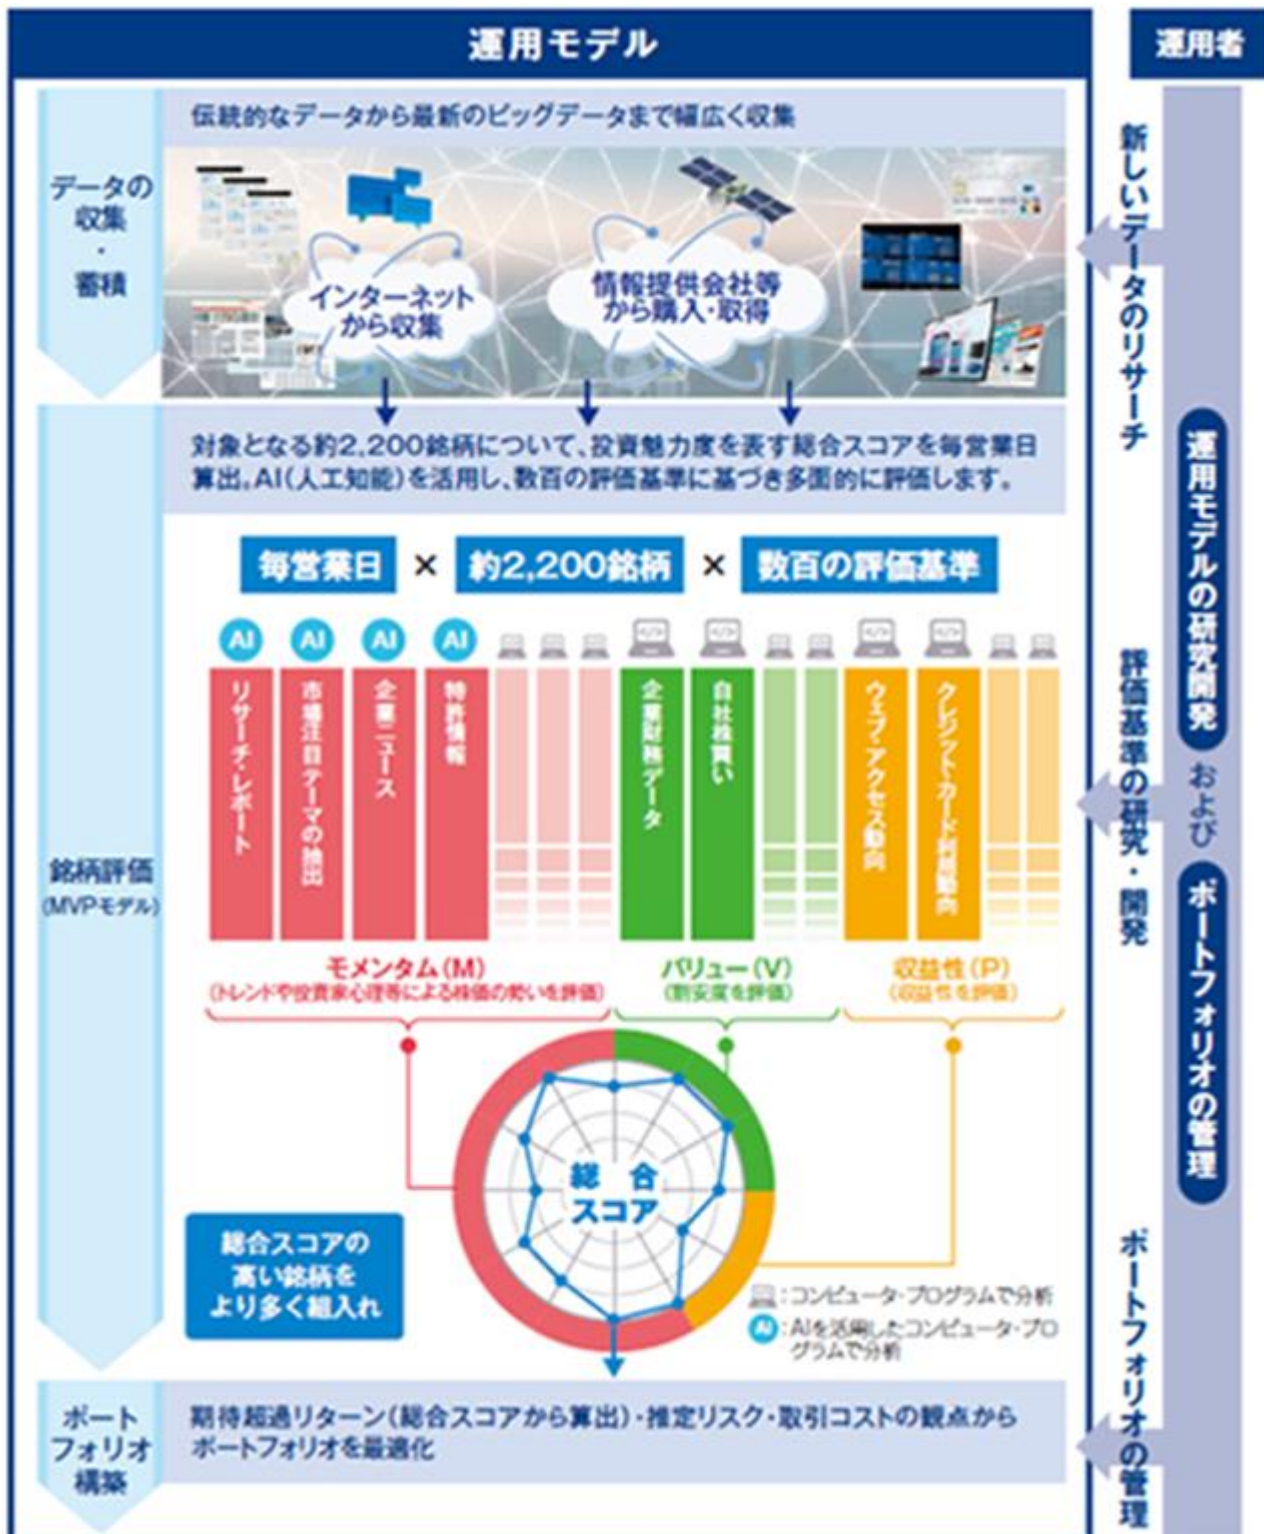 運用モデル
運用者
データの
収集
・
蓄積
伝統的なデータから最新のビッグデータまで幅広く収集
インターネット
から収集
情報提供会社等
から購入・取得
新しいデータのリサーチ
対象となる約2,200銘柄について、投資魅力度を表す総合スコアを毎営業日
算出。AI(人工知能)を活用し、数百の評価基準に基づき多面的に評価します。
毎営業日 × 約2,200銘柄 × 数百の評価基準
AI
AI
AI
AI
リサーチ・レポート
市場注目テーマの抽出
企業ニュース
特許情報
企業財務データ
自社株買い
ウェブ・アクセス動向
クレジット・カード利用動向
銘柄評価
(MVPモデル)
モメンタム(M)
(トレンドや投資家心理等による株価の勢いを評価)
バリュー(V)
(割安度を評価)
収益性(P)
(収益性を評価)
総合
スコア
総合スコアの
高い銘柄を
より多く組入れ
:コンピュータ・プログラムで分析
AI:AIを活用したコンピュータ・プロ
グラムで分析
評価基準の研究・開発
運用モデルの研究開発
および
ポートフォリオの管理
ポート
フォリオ
構築
期待超過リターン(総合スコアから算出)・推定リスク・取引コストの観点から
ポートフォリオを最適化
ポートフォリオの管理